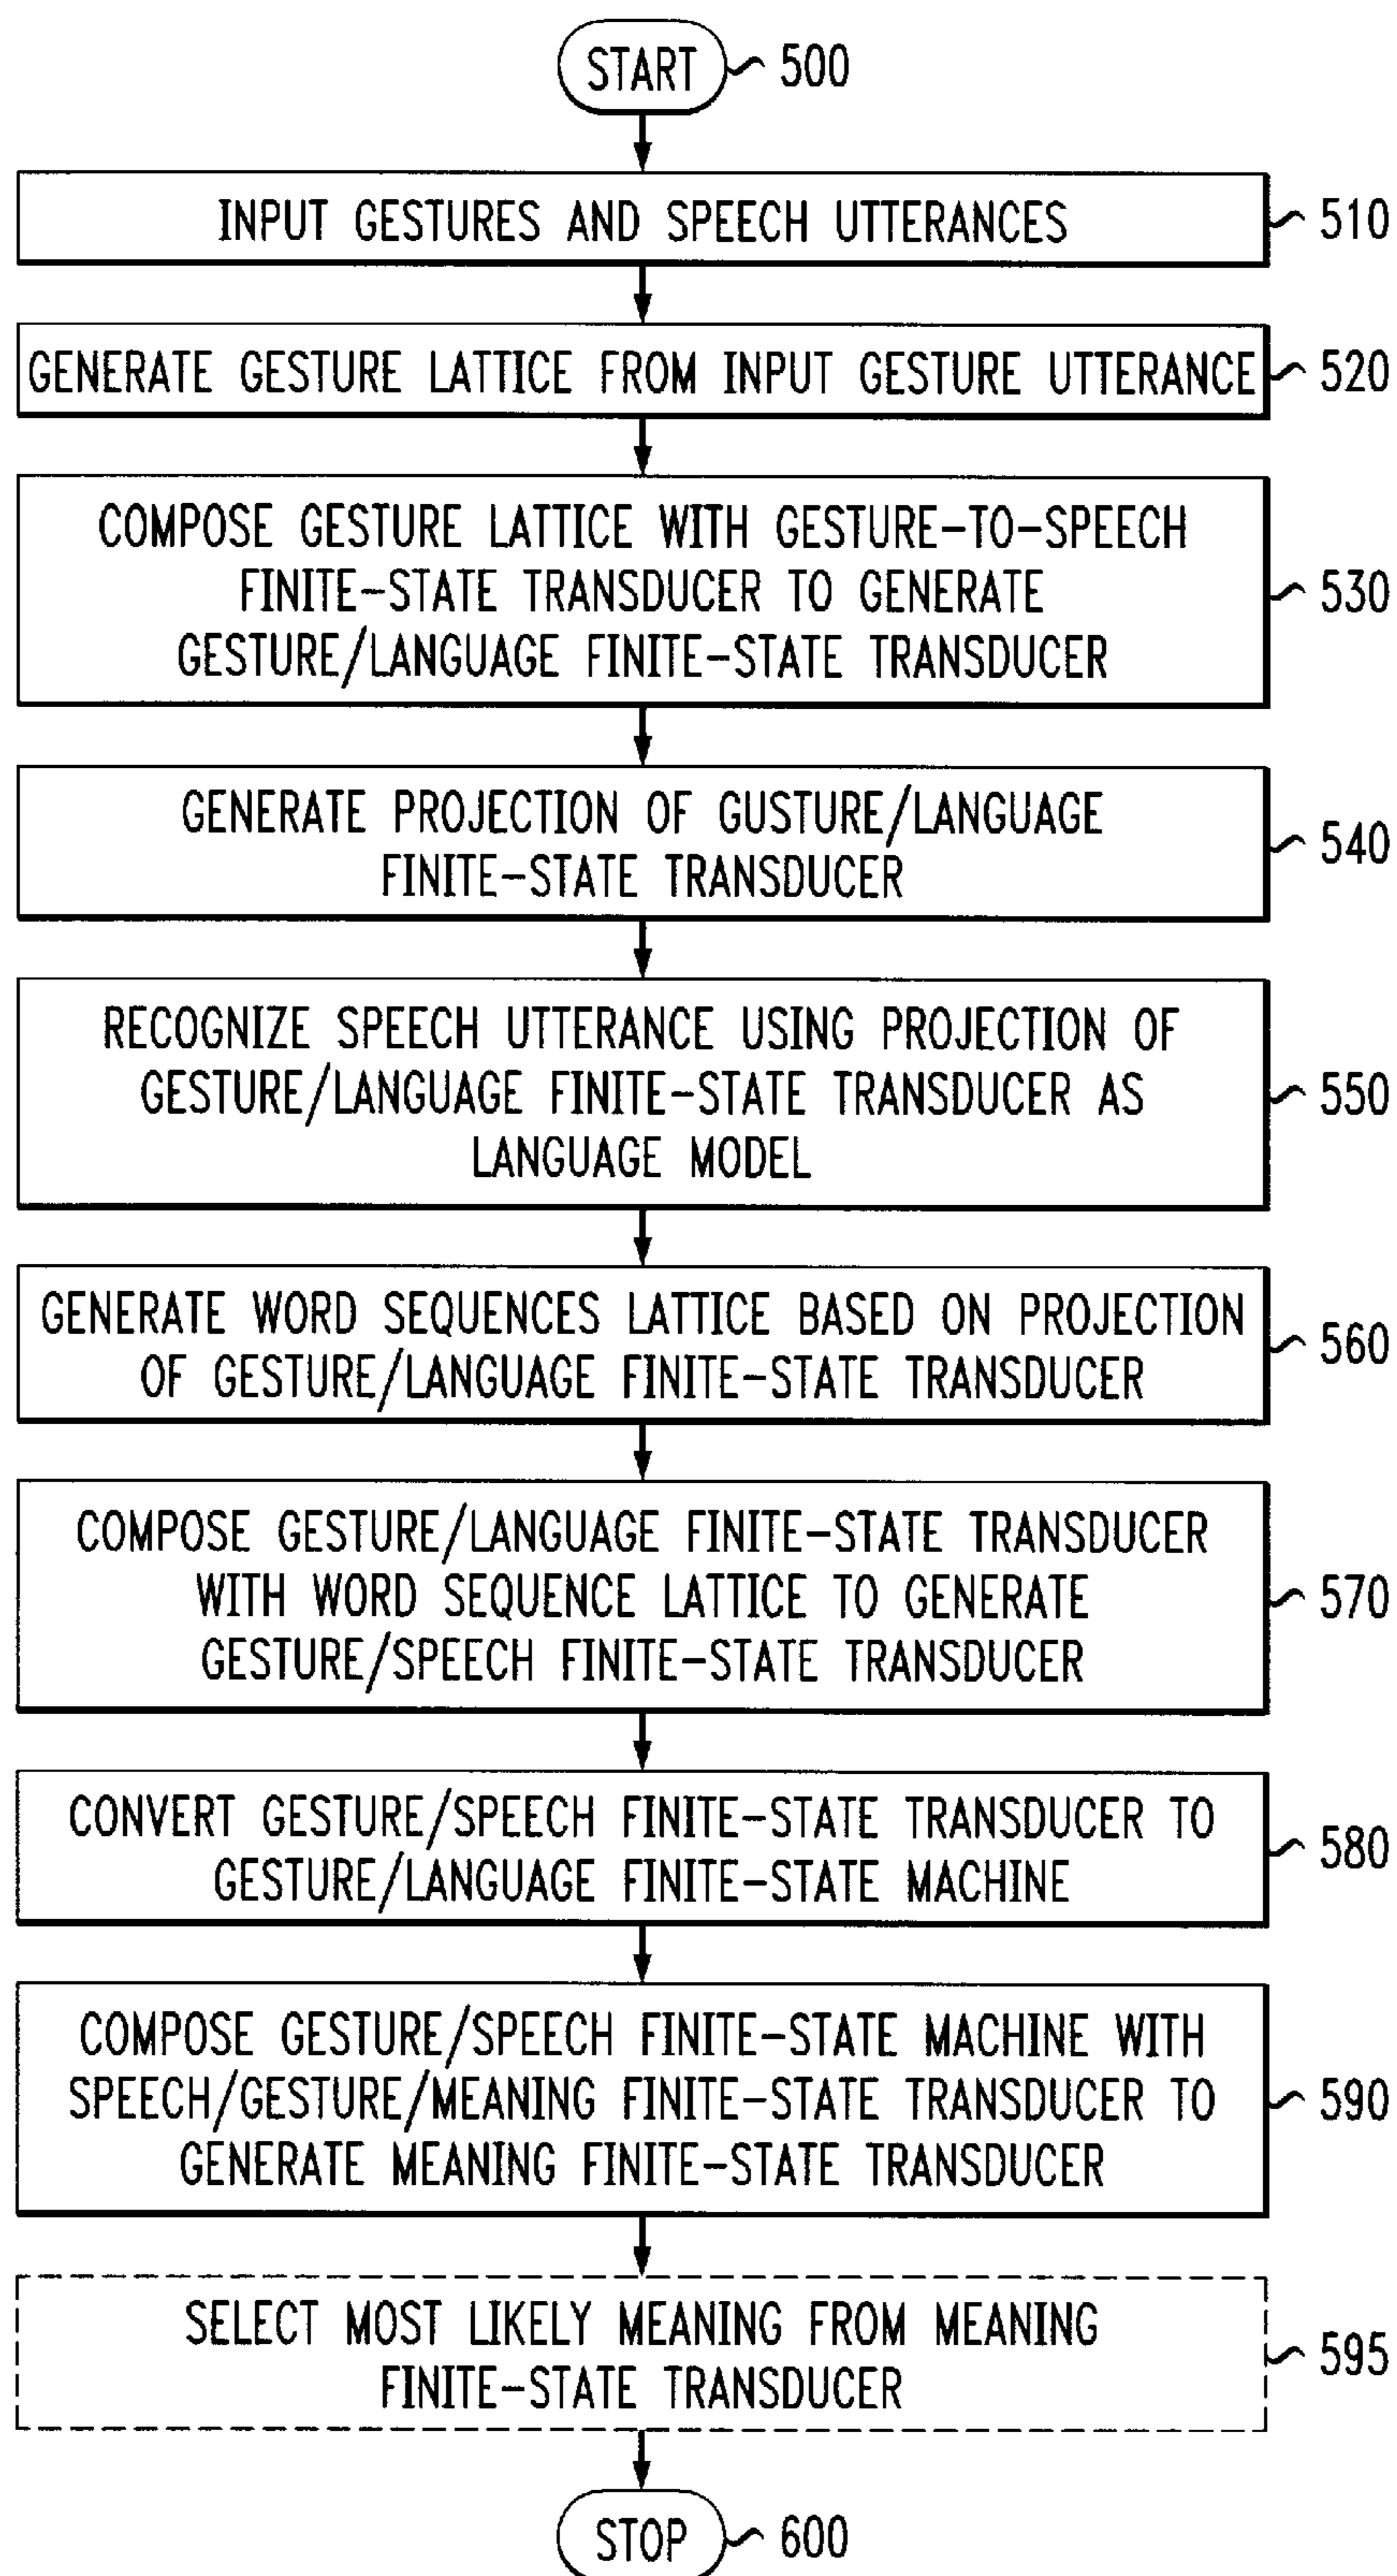 START 500
INPUT GESTURES AND SPEECH UTTERANCES 510
GENERATE GESTURE LATTICE FROM INPUT GESTURE UTTERANCE 520
COMPOSE GESTURE LATTICE WITH GESTURE-TO-SPEECH
FINITE-STATE TRANSDUCER TO GENERATE 530
GESTURE/LANGUAGE FINITE-STATE TRANSDUCER
GENERATE PROJECTION OF GUSTURE/LANGUAGE
FINITE-STATE TRANSDUCER 540
RECOGNIZE SPEECH UTTERANCE USING PROJECTION OF
GESTURE/LANGUAGE FINITE-STATE TRANSDUCER AS 550
LANGUAGE MODEL
GENERATE WORD SEQUENCES LATTICE BASED ON PROJECTION
OF GESTURE/LANGUAGE FINITE-STATE TRANSDUCER 560
COMPOSE GESTURE/LANGUAGE FINITE-STATE TRANSDUCER
WITH WORD SEQUENCE LATTICE TO GENERATE 570
GESTURE/SPEECH FINITE-STATE TRANSDUCER
CONVERT GESTURE/SPEECH FINITE-STATE TRANSDUCER TO
GESTURE/LANGUAGE FINITE-STATE MACHINE 580
COMPOSE GESTURE/SPEECH FINITE-STATE MACHINE WITH
SPEECH/GESTURE/MEANING FINITE-STATE TRANSDUCER TO 590
GENERATE MEANING FINITE-STATE TRANSDUCER
SELECT MOST LIKELY MEANING FROM MEANING
FINITE-STATE TRANSDUCER 595
STOP 600